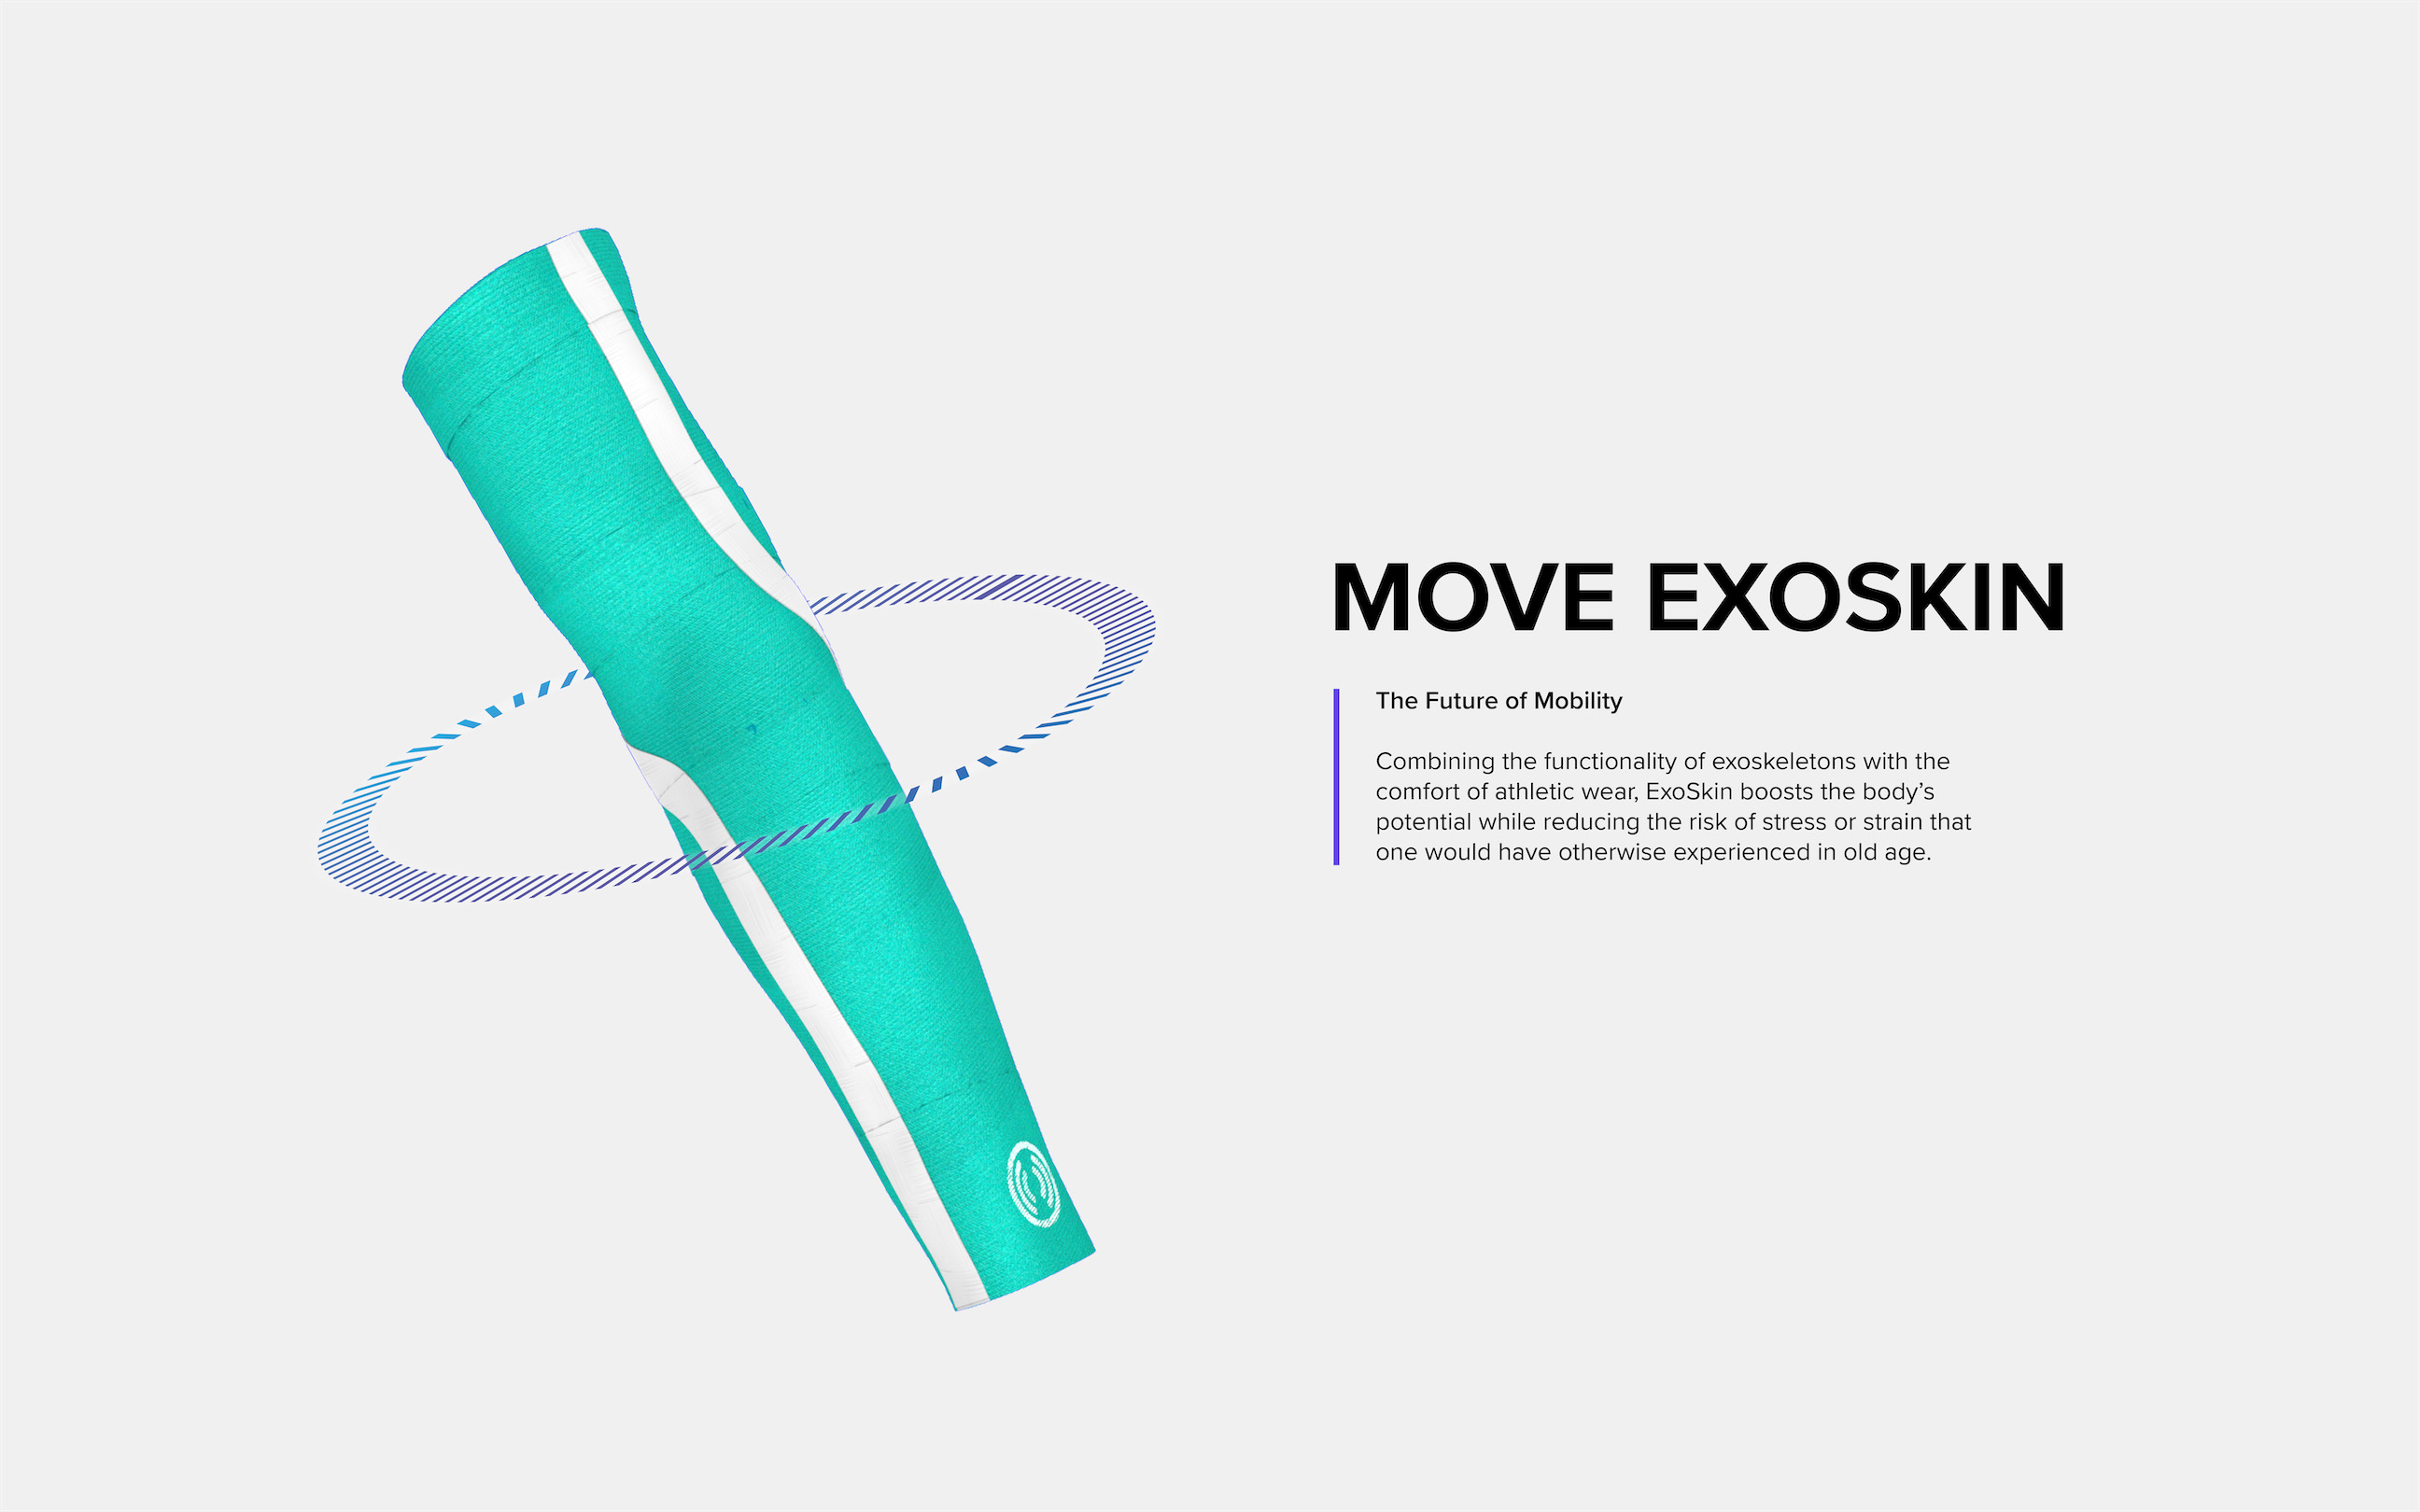 MOVE EXOSKIN
The Future of Mobility
Combining the functionality of exoskeletons with the
comfort of athletic wear, ExoSkin boosts the body’s
potential while reducing the risk of stress or strain that
one would have otherwise experienced in old age.